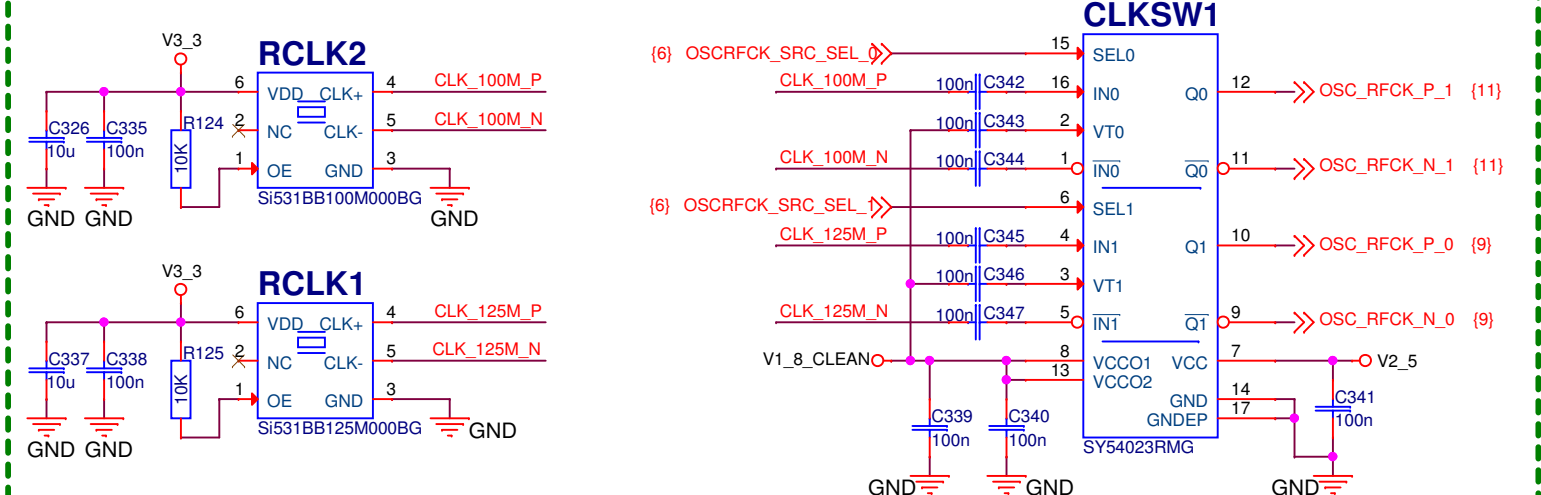 V3_3
RCLK2
6 VDD CLK+ 4 CLK_100M_P
2 NC CLK- 5 CLK_100M_N
1 OE GND 3
C326
10u
C335
100n
R124
10K
Si531BB100M000BG
GND GND GND
V3_3
RCLK1
6 VDD CLK+ 4 CLK_125M_P
2 NC CLK- 5 CLK_125M_N
1 OE GND 3
C337
10u
C338
100n
R125
10K
Si531BB125M000BG
GND GND GND
CLKSW1
{6} OSCRFCK_SRC_SEL_0 15 SEL0
CLK_100M_P 100n C342 16 IN0 Q0 12 OSC_RFCK_P_1 {11}
100n C343 2 VT0
CLK_100M_N 100n C344 1 IN0 Q0 11 OSC_RFCK_N_1 {11}
{6} OSCRFCK_SRC_SEL_1 6 SEL1
CLK_125M_P 100n C345 4 IN1 Q1 10 OSC_RFCK_P_0 {9}
100n C346 3 VT1
CLK_125M_N 100n C347 5 IN1 Q1 9 OSC_RFCK_N_0 {9}
V1_8_CLEAN 8 VCCO1 VCC 7 V2_5
13 VCCO2
GND 14
GNDEP 17
C339
100n
C340
100n
C341
100n
SY54023RMG
GND GND GND